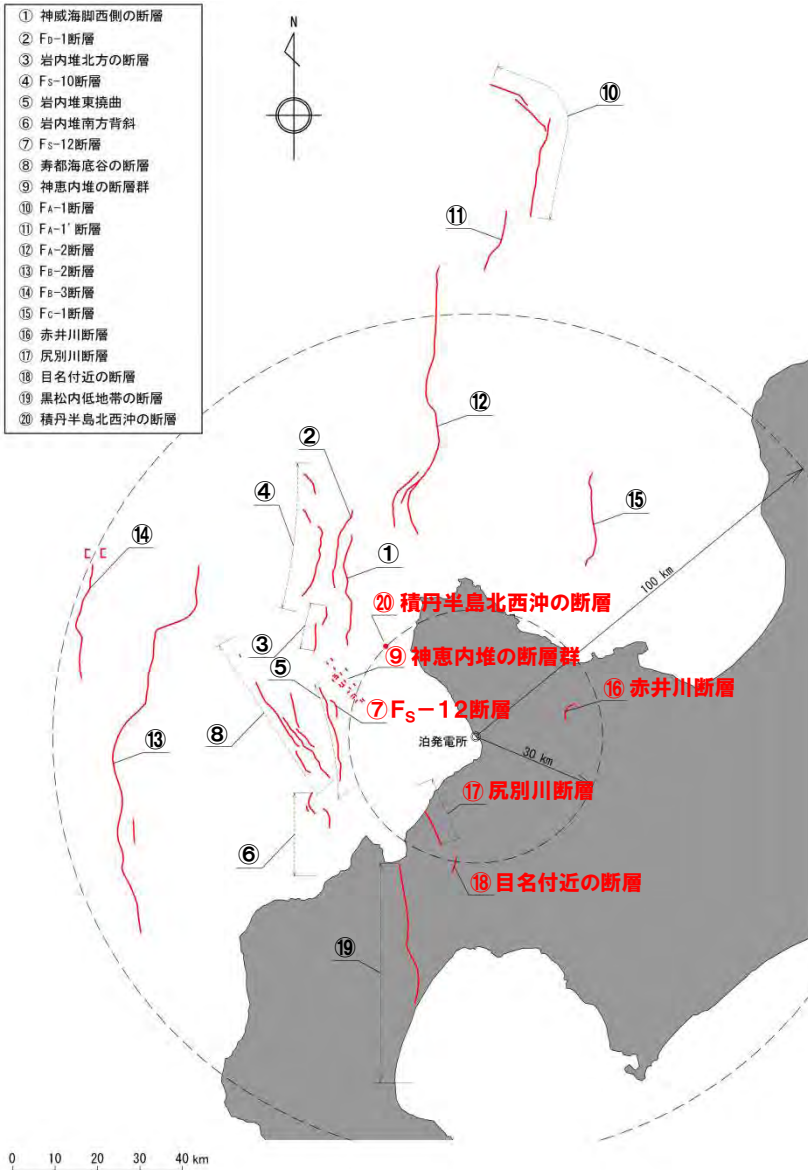 ① 神威海脚西側の断層
② FD-1断層
③ 岩内堆北方の断層
④ FS-10断層
⑤ 岩内堆東撓曲
⑥ 岩内堆南方背斜
⑦ FS-12断層
⑧ 寿都海底谷の断層
⑨ 神恵内堆の断層群
⑩ FA-1断層
⑪ FA-1'断層
⑫ FA-2断層
⑬ FB-2断層
⑭ FB-3断層
⑮ FC-1断層
⑯ 赤井川断層
⑰ 尻別川断層
⑱ 目名付近の断層
⑲ 黒松内低地帯の断層
⑳ 積丹半島北西沖の断層
N
⑩
⑪
⑫
②
④
⑮
⑭
①
100 km
⑳ 積丹半島北西沖の断層
③
⑨ 神恵内堆の断層群
⑤
⑯ 赤井川断層
⑦ FS-12断層
⑧
⑬
泊発電所
30 km
⑰ 尻別川断層
⑥
⑱ 目名付近の断層
⑲
0 10 20 30 40 km